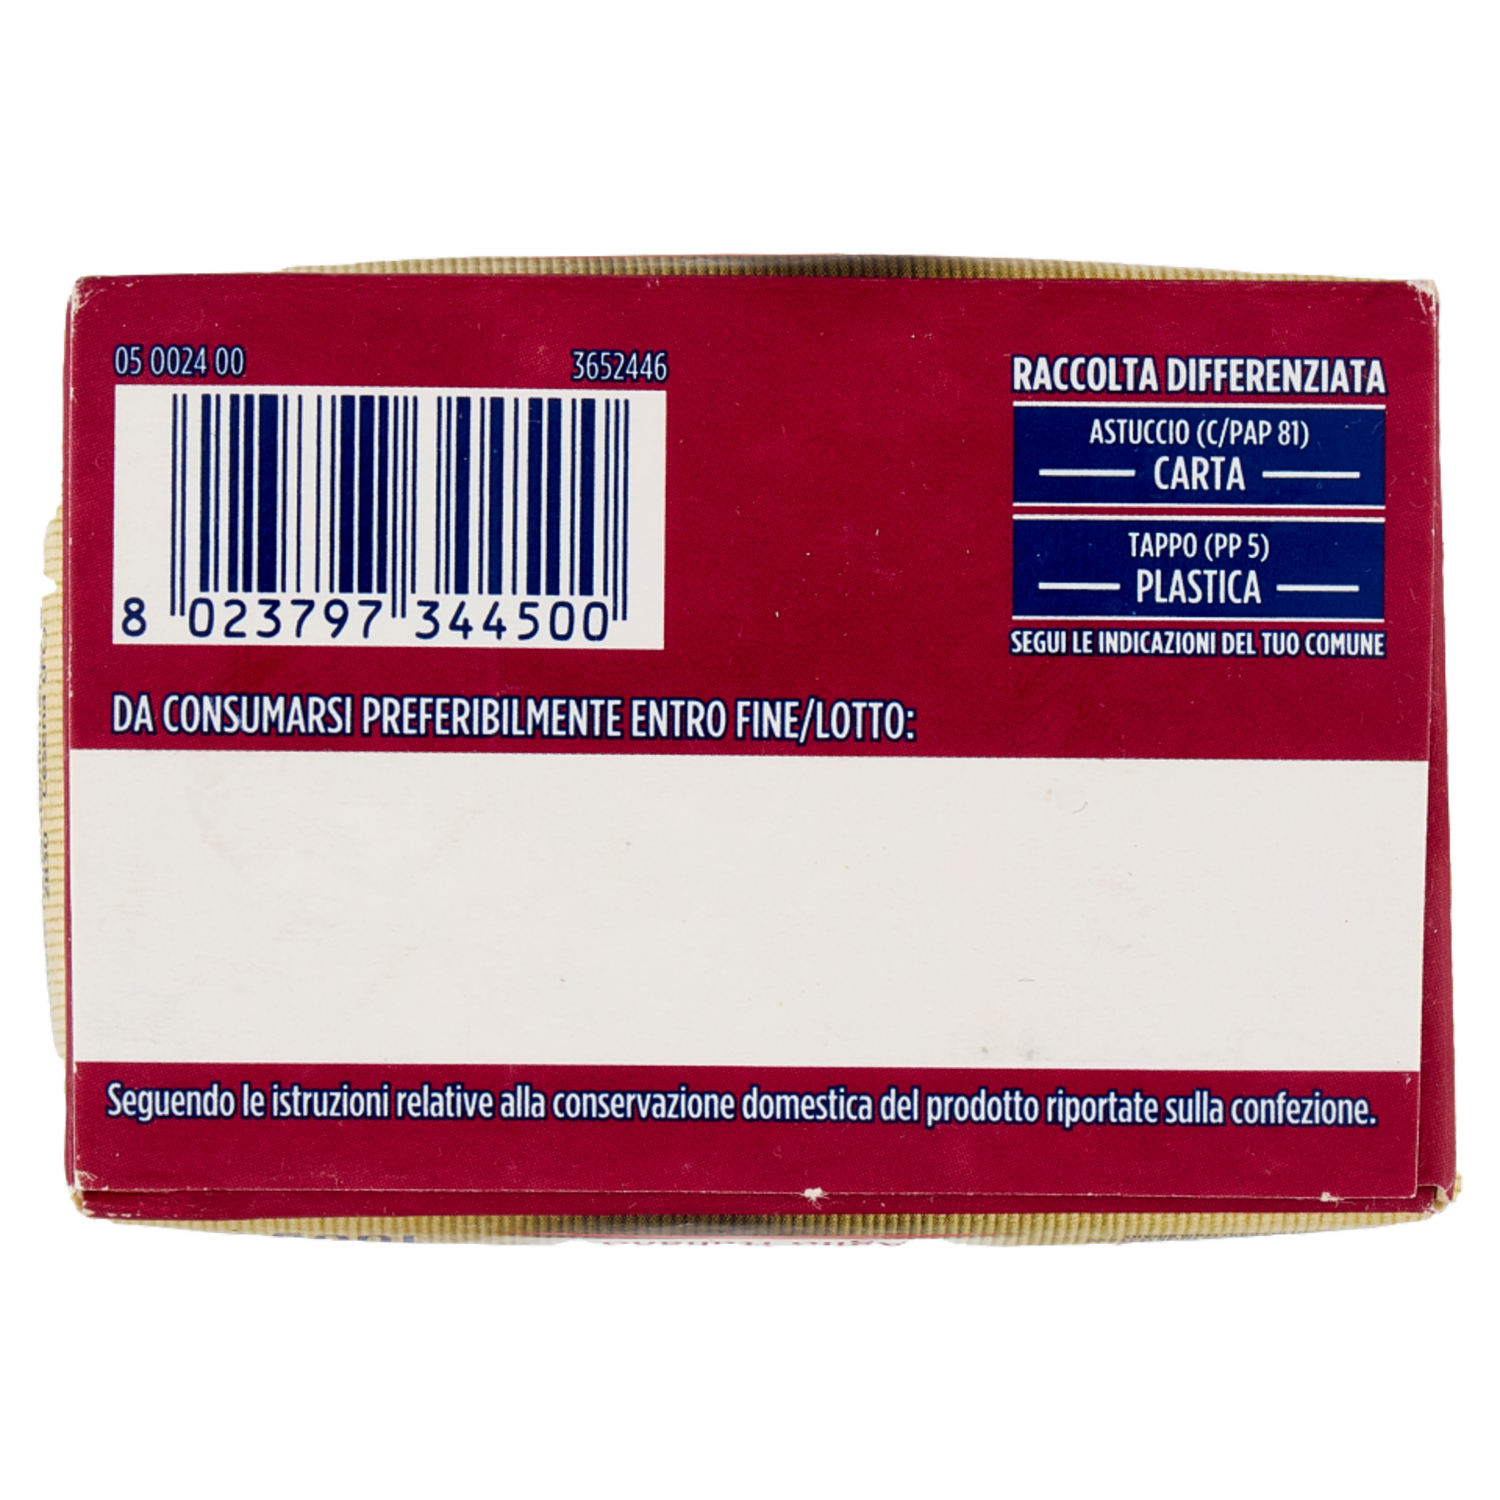 05 0024 00
3652446
8 023797 344500
RACCOLTA DIFFERENZIATA
ASTUCCIO (C/PAP 81)
CARTA
TAPPO (PP 5)
PLASTICA
SEGUI LE INDICAZIONI DEL TUO COMUNE
DA CONSUMARSI PREFERIBILMENTE ENTRO FINE/LOTTO:
Seguendo le istruzioni relative alla conservazione domestica del prodotto riportate sulla confezione.